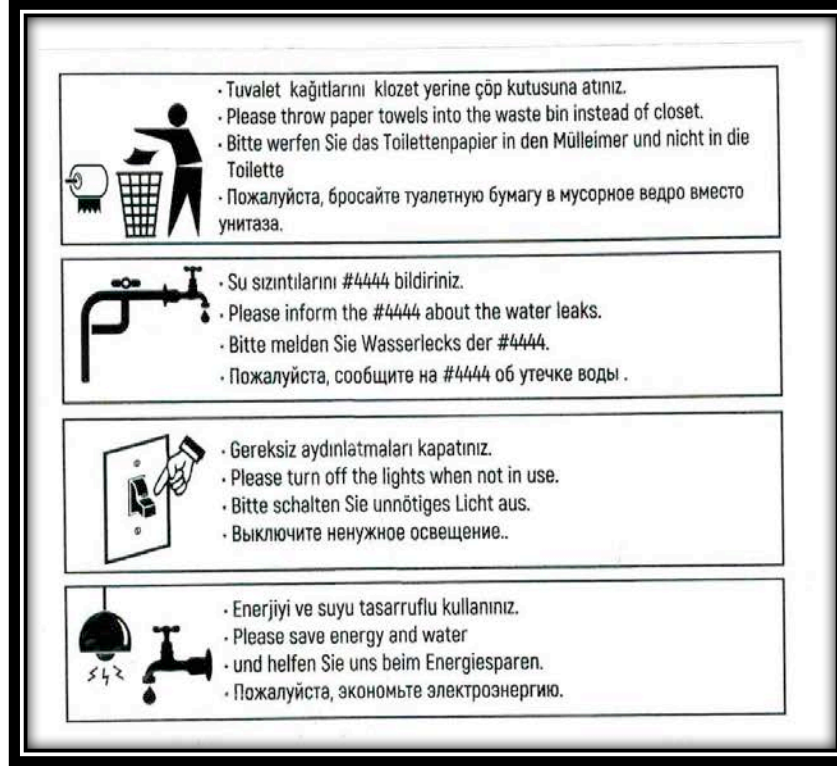 · Tuvalet kağıtlarını klozet yerine çöp kutusuna atınız.
· Please throw paper towels into the waste bin instead of closet.
· Bitte werfen Sie das Toilettenpapier in den Mülleimer und nicht in die
Toilette
· Пожалуйста, бросайте туалетную бумагу в мусорное ведро вместо
унитаза.
· Su sızıntılarını #4444 bildiriniz.
· Please inform the #4444 about the water leaks.
· Bitte melden Sie Wasserlecks der #4444.
· Пожалуйста, сообщите на #4444 об утечке воды .
· Gereksiz aydınlatmaları kapatınız.
· Please turn off the lights when not in use.
· Bitte schalten Sie unnötiges Licht aus.
· Выключите ненужное освещение..
· Enerjiyi ve suyu tasarruflu kullanınız.
· Please save energy and water
· und helfen Sie uns beim Energiesparen.
· Пожалуйста, экономьте электроэнергию.